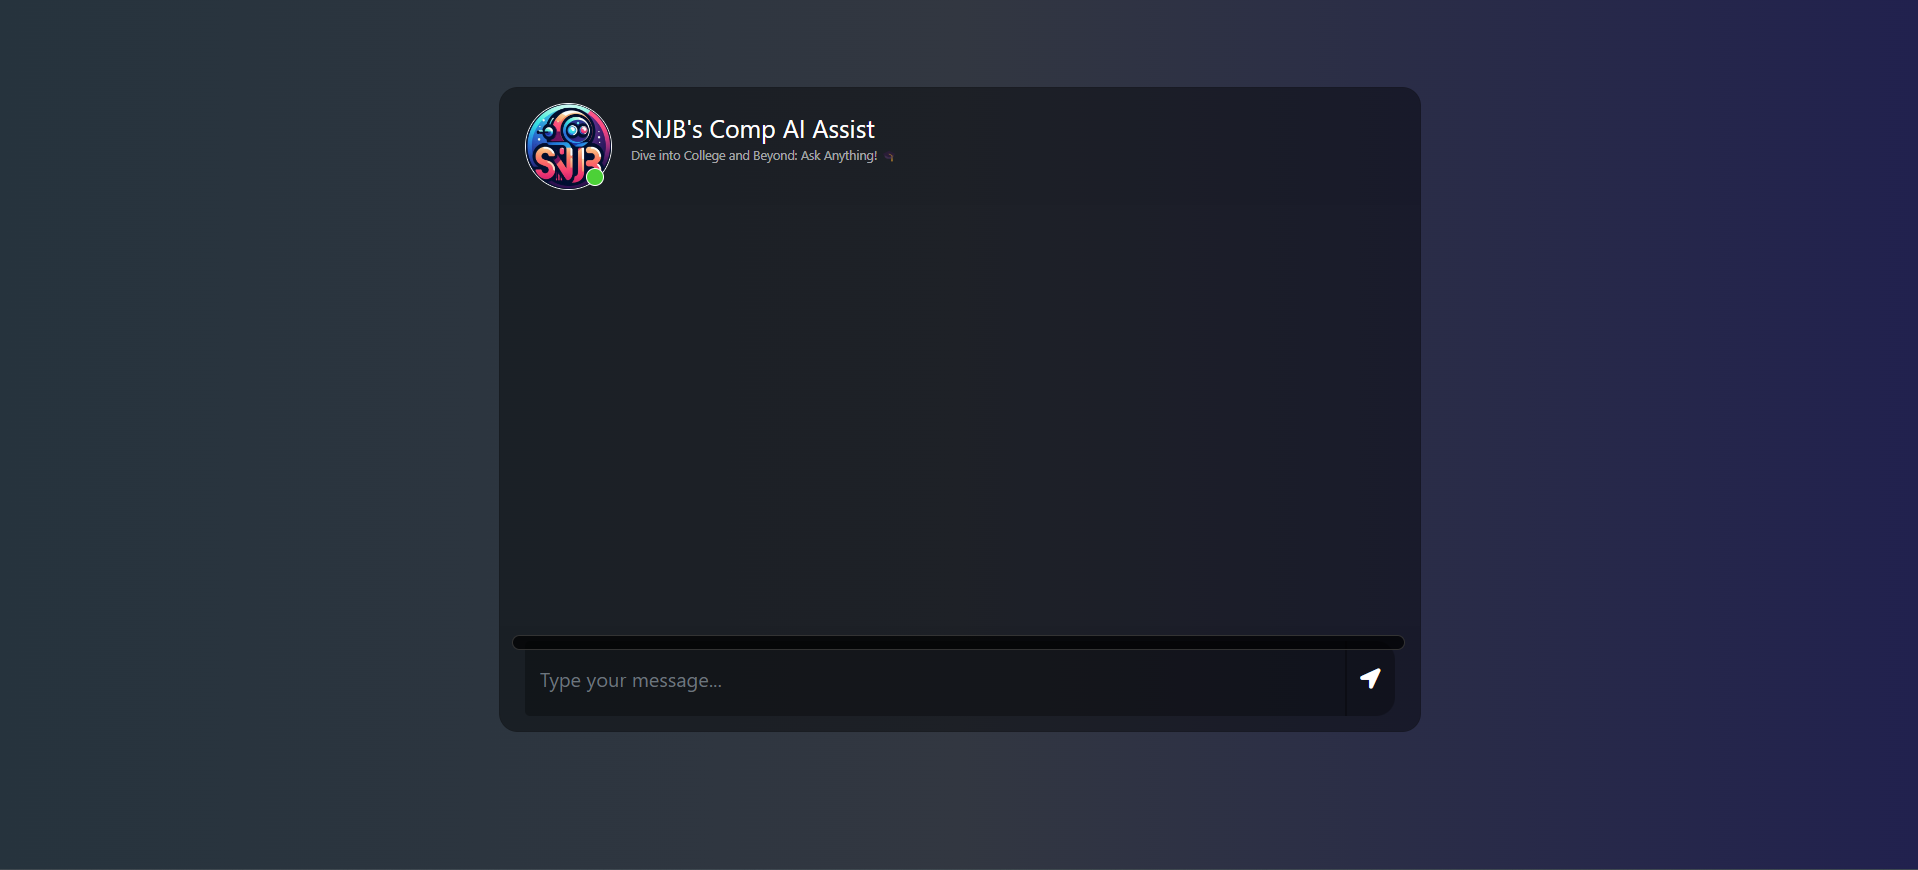 SNJB
SNJB's Comp AI Assist
Dive into College and Beyond: Ask Anything!
Type your message...